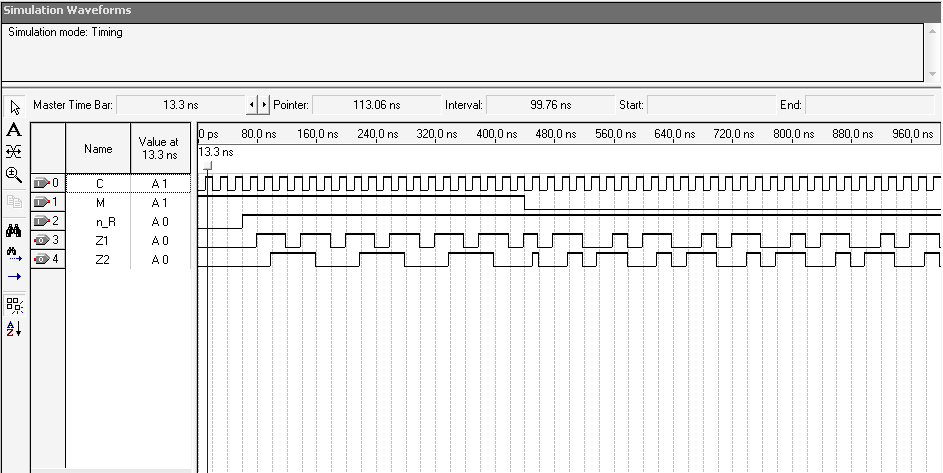 Simulation Waveforms
Simulation mode: Timing
Master Time Bar: 13.3 ns Pointer: 113.06 ns Interval: 99.76 ns Start: End:
Name Value at 13.3 ns
0 ps 80.0 ns 160.0 ns 240.0 ns 320.0 ns 400.0 ns 480.0 ns 560.0 ns 640.0 ns 720.0 ns 800.0 ns 880.0 ns 960.0 ns
13.3 ns
0 C A 1
1 M A 1
2 n_R A 0
3 Z1 A 0
4 Z2 A 0